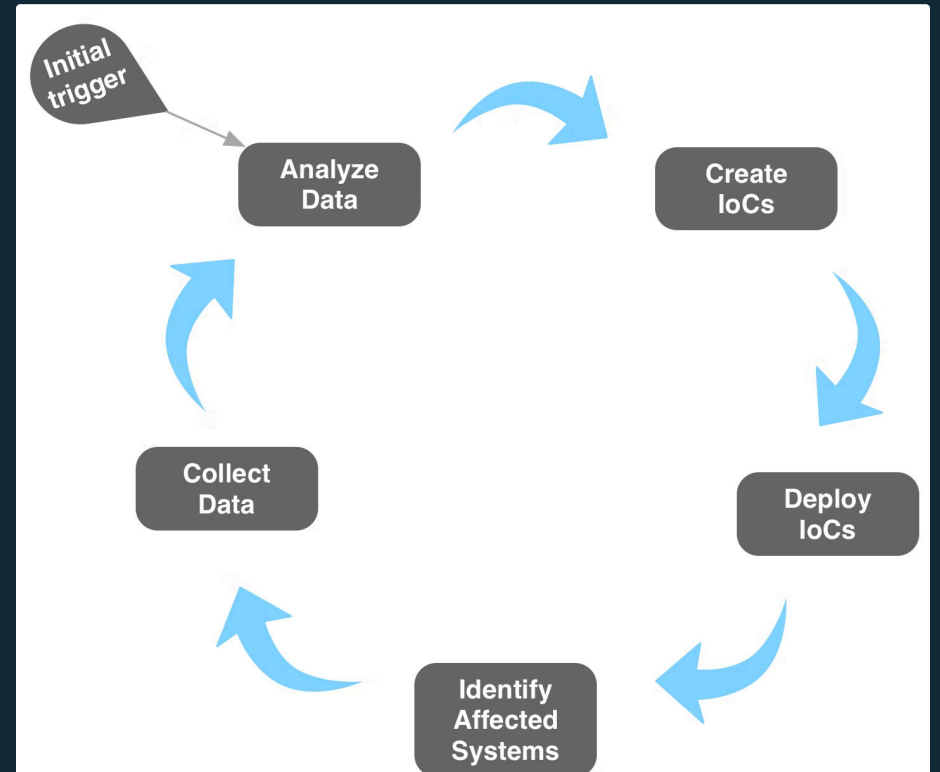 Initial
trigger
Analyze
Data
Create
IoCs
Deploy
IoCs
Identify
Affected
Systems
Collect
Data